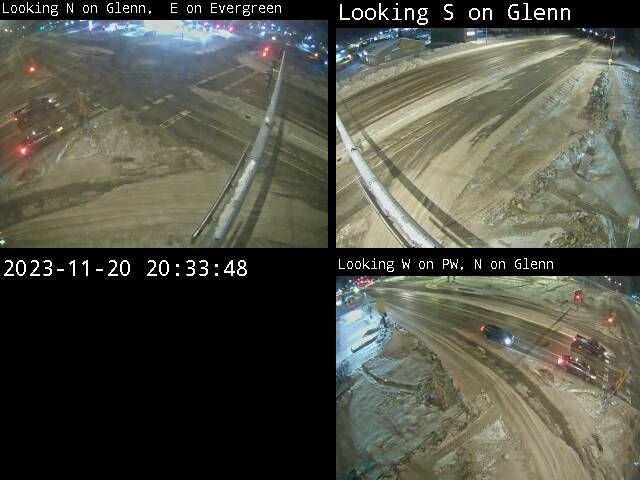 Looking N on Glenn,  E on Evergreen
Looking S on Glenn
2023-11-20 20:33:48
Looking W on PW, N on Glenn